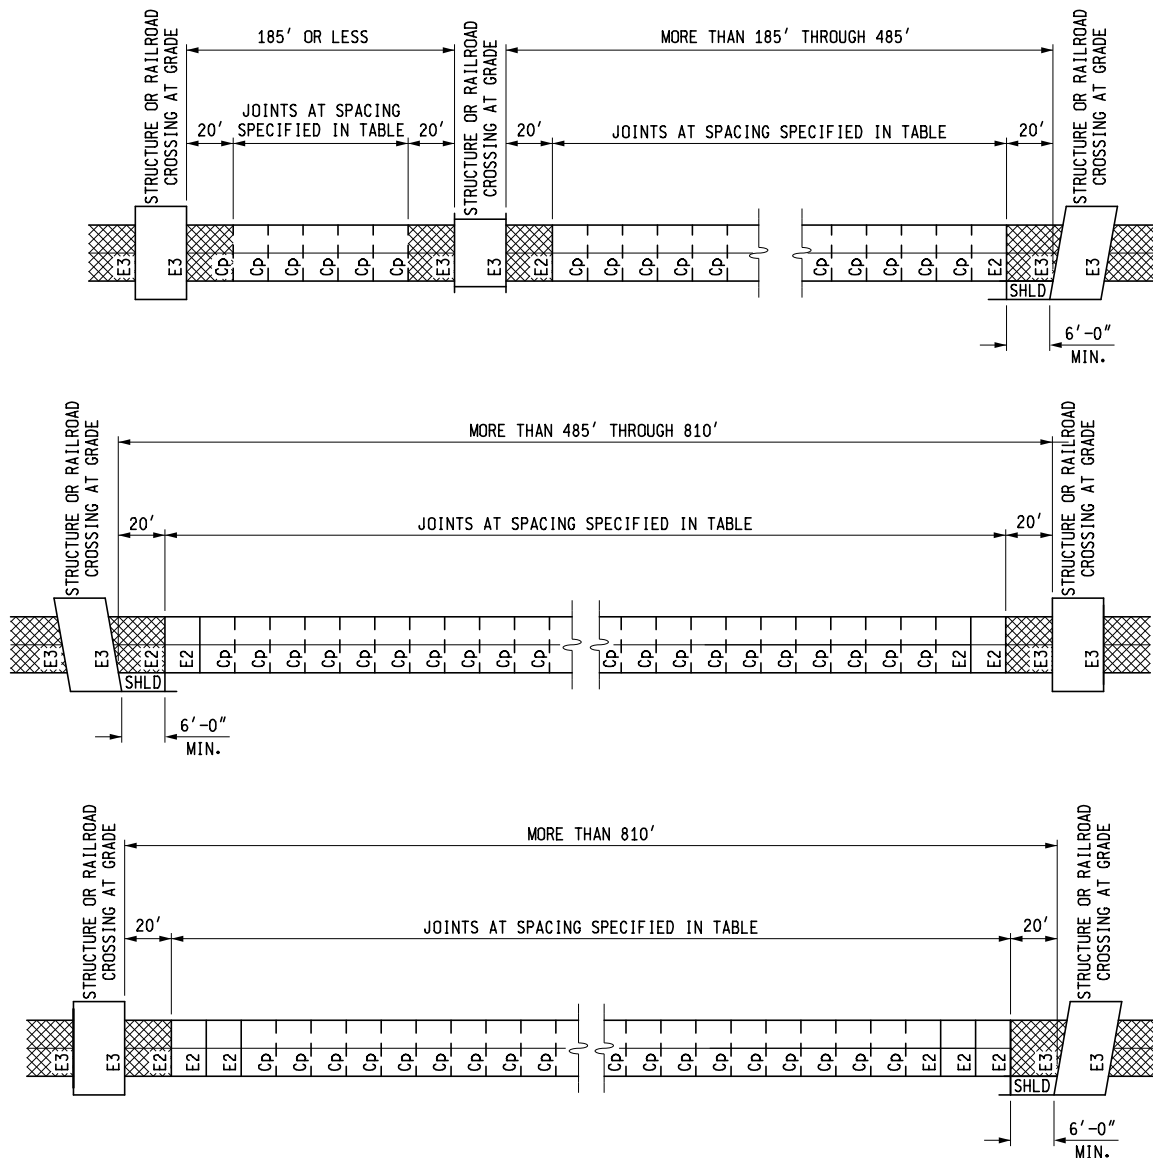 STRUCTURE OR RAILROAD
CROSSING AT GRADE
185' OR LESS
STRUCTURE OR RAILROAD
CROSSING AT GRADE
MORE THAN 185' THROUGH 485'
STRUCTURE OR RAILROAD
CROSSING AT GRADE
20'
JOINTS AT SPACING
SPECIFIED IN TABLE
20'
20'
JOINTS AT SPACING SPECIFIED IN TABLE
20'
E3 E3 Cp Cp Cp Cp Cp Cp E3 E3 E2 Cp Cp Cp Cp Cp Cp Cp Cp Cp Cp E2 E3 E3
SHLD
6'-0"
MIN.
STRUCTURE OR RAILROAD
CROSSING AT GRADE
MORE THAN 485' THROUGH 810'
STRUCTURE OR RAILROAD
CROSSING AT GRADE
20'
JOINTS AT SPACING SPECIFIED IN TABLE
20'
E3 E3 E2 E2 Cp Cp Cp Cp Cp Cp Cp Cp Cp Cp Cp Cp Cp Cp Cp Cp Cp Cp Cp E2 E2 E3 E3
SHLD
6'-0"
MIN.
STRUCTURE OR RAILROAD
CROSSING AT GRADE
MORE THAN 810'
STRUCTURE OR RAILROAD
CROSSING AT GRADE
20'
JOINTS AT SPACING SPECIFIED IN TABLE
20'
E3 E3 E2 E2 E2 Cp Cp Cp Cp Cp Cp Cp Cp Cp Cp Cp Cp Cp Cp Cp Cp Cp Cp E2 E2 E2 E3 E3
SHLD
6'-0"
MIN.